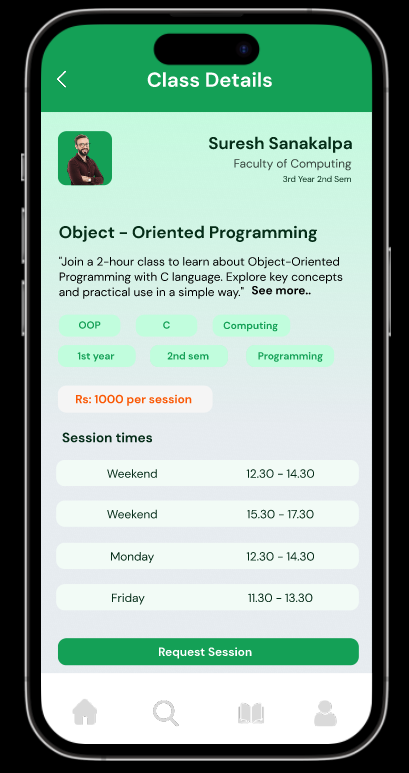 Class Details
Suresh Sanakalpa
Faculty of Computing
3rd Year 2nd Sem
Object - Oriented Programming
"Join a 2-hour class to learn about Object-Oriented
Programming with C language. Explore key concepts
and practical use in a simple way." See more..
OOP C Computing
1st year 2nd sem Programming
Rs: 1000 per session
Session times
Weekend 12.30 - 14.30
Weekend 15.30 - 17.30
Monday 12.30 - 14.30
Friday 11.30 - 13.30
Request Session